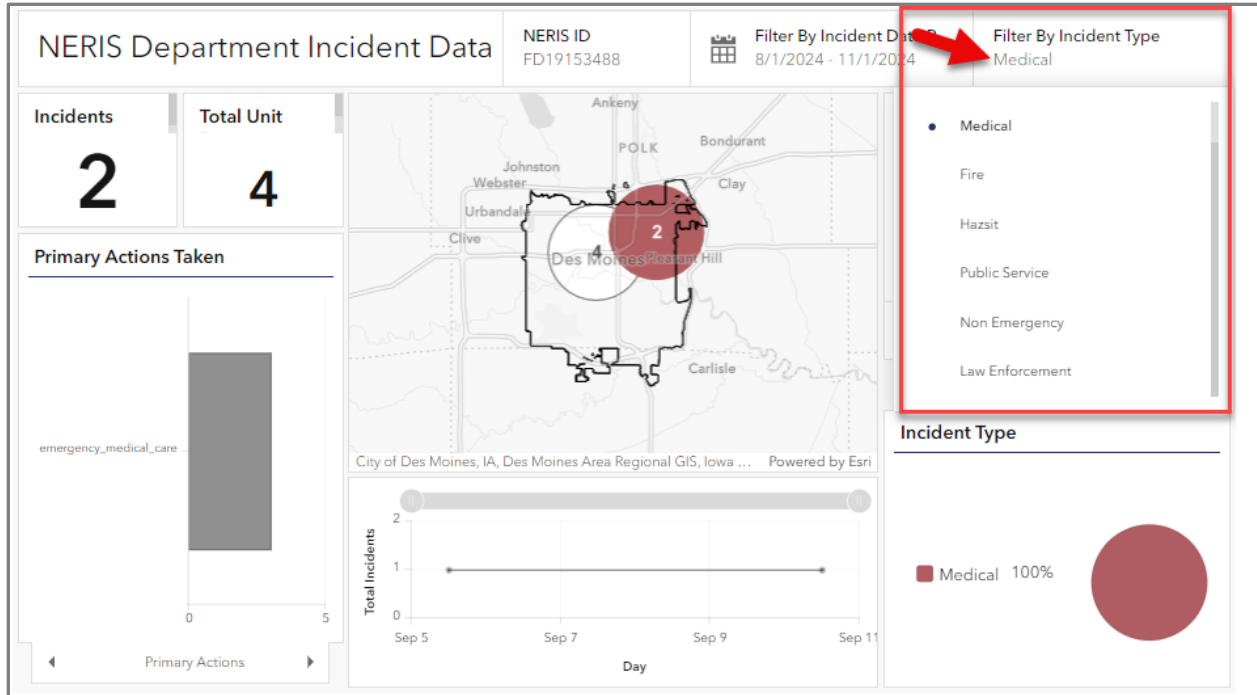 NERIS Department Incident Data
NERIS ID
FD19153488
Filter By Incident Dat
8/1/2024 - 11/1/2024
Filter By Incident Type
Medical
Incidents
2
Total Unit
4
Primary Actions Taken
emergency_medical_care
0
5
Primary Actions
Ankeny
POLK
Bondurant
Johnston
Webster
Clay
Urbandale
Clive
2
4
Des Moines
Pleasant Hill
Carlisle
City of Des Moines, IA, Des Moines Area Regional GIS, Iowa ...
Powered by Esri
Total Incidents
2
1
0
Sep 5
Sep 7
Sep 9
Sep 11
Day
Medical
Fire
Hazsit
Public Service
Non Emergency
Law Enforcement
Incident Type
Medical 100%